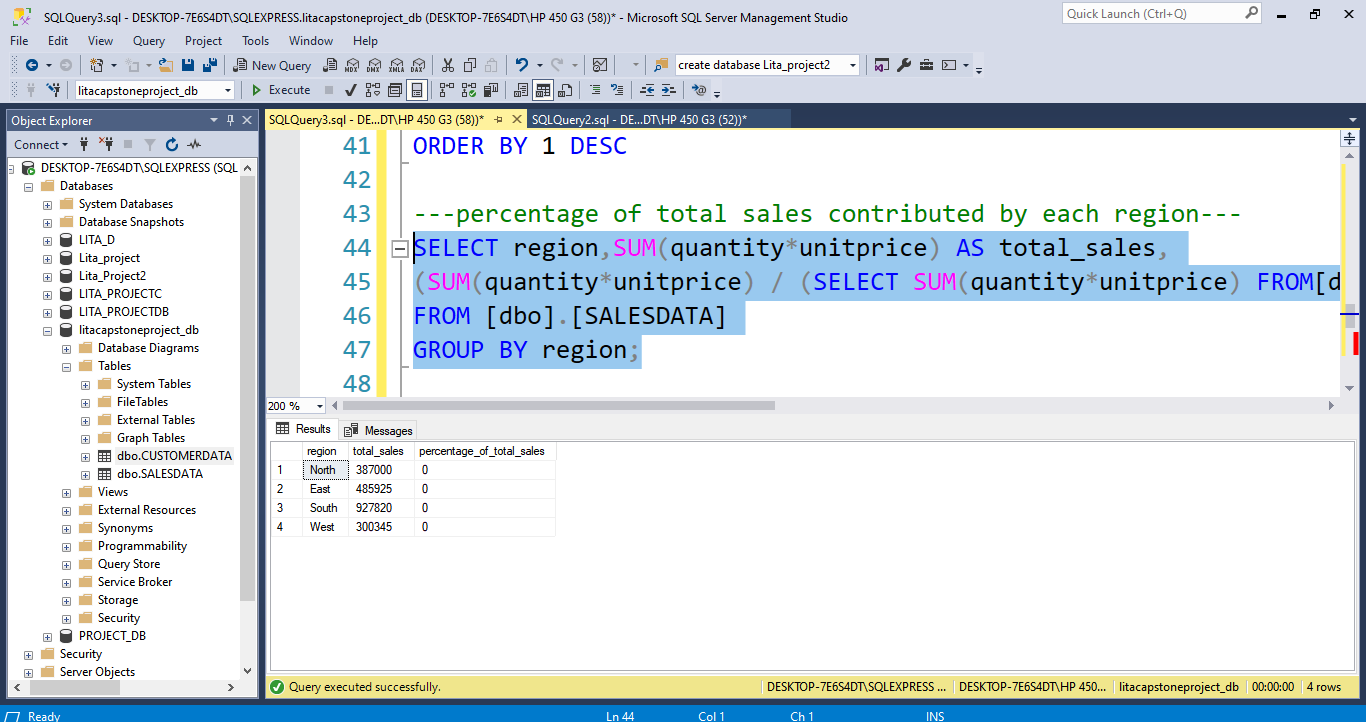 SQLQuery3.sql - DESKTOP-7E6S4DT\SQLEXPRESS.litacapstoneproject_db (DESKTOP-7E6S4DT\HP 450 G3 (58))* - Microsoft SQL Server Management Studio
Quick Launch (Ctrl+Q)
File Edit View Query Project Tools Window Help
New Query MDX DMX XMLA DAX create database Lita_project2
litacapstoneproject_db Execute
Object Explorer
Connect
DESKTOP-7E6S4DT\SQLEXPRESS (SQL
Databases
System Databases
Database Snapshots
LITA_D
Lita_project
Lita_Project2
LITA_PROJECTC
LITA_PROJECTDB
litacapstoneproject_db
Database Diagrams
Tables
System Tables
FileTables
External Tables
Graph Tables
dbo.CUSTOMERDATA
dbo.SALESDATA
Views
External Resources
Synonyms
Programmability
Query Store
Service Broker
Storage
Security
PROJECT_DB
Security
Server Objects
SQLQuery3.sql - DE...DT\HP 450 G3 (58))* SQLQuery2.sql - DE...DT\HP 450 G3 (52))*
41 ORDER BY 1 DESC
42
43 ---percentage of total sales contributed by each region---
44 SELECT region,SUM(quantity*unitprice) AS total_sales,
45 (SUM(quantity*unitprice) / (SELECT SUM(quantity*unitprice) FROM[d
46 FROM [dbo].[SALESDATA]
47 GROUP BY region;
48
200 %
Results Messages
region total_sales percentage_of_total_sales
1 North 387000 0
2 East 485925 0
3 South 927820 0
4 West 300345 0
Query executed successfully. DESKTOP-7E6S4DT\SQLEXPRESS ... DESKTOP-7E6S4DT\HP 450... litacapstoneproject_db 00:00:00 4 rows
Ready Ln 44 Col 1 Ch 1 INS